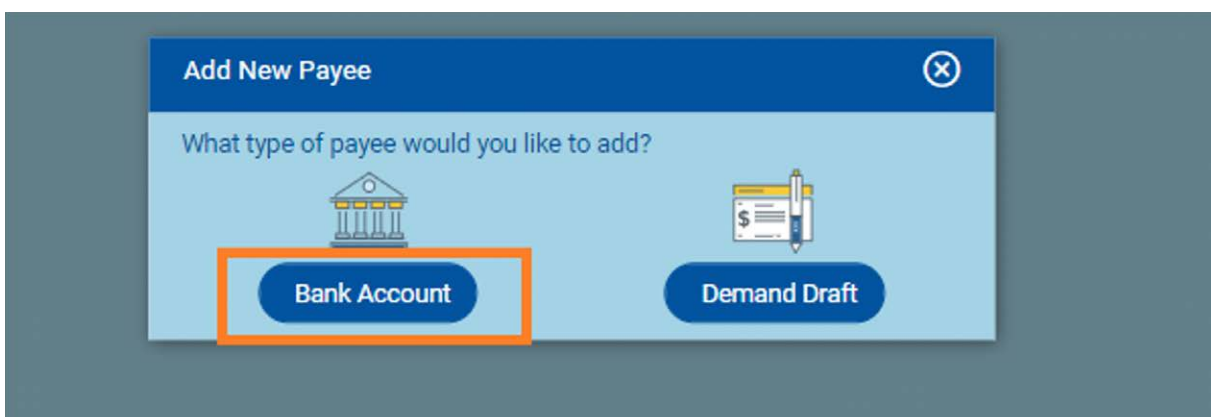 Add New Payee
What type of payee would you like to add?
$
Bank Account
Demand Draft